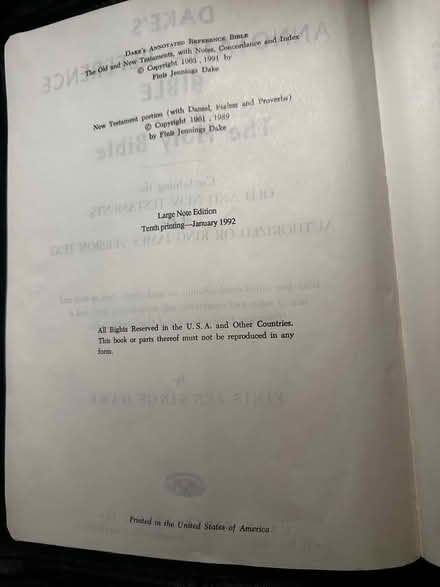 DAKE'S ANNOTATED REFERENCE BIBLE
The Old and New Testaments, with Notes, Concordance and Index
© Copyright 1963, 1991 by
Finis Jennings Dake
New Testament portion (with Daniel, Psalms and Proverbs)
© Copyright 1961, 1989
by Finis Jennings Dake
Large Note Edition
Tenth printing—January 1992
All Rights Reserved in the U. S. A. and Other Countries.
This book or parts thereof must not be reproduced in any
form.
Printed in the United States of America